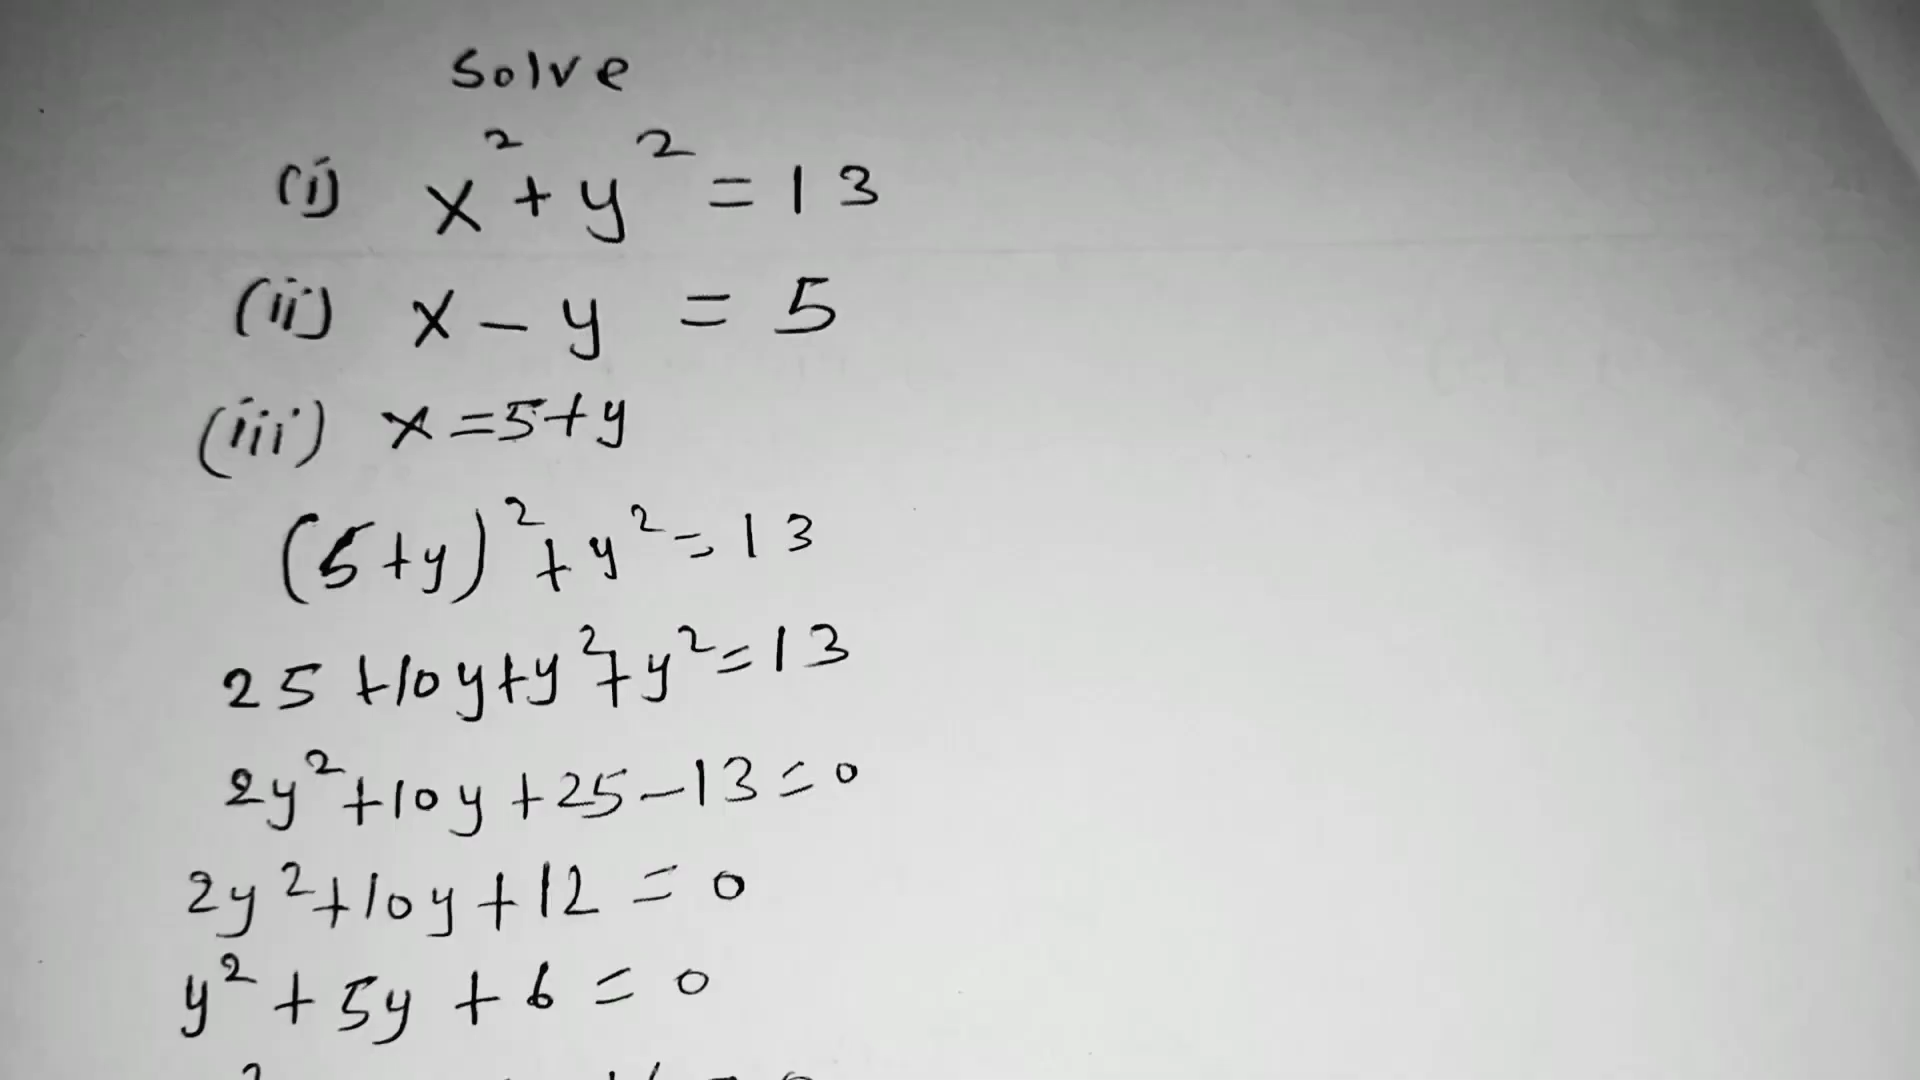 Solve
(i) x²+y²=13
(ii) x-y = 5
(iii) x=5+y
(5+y)²+y²=13
25+10y+y²+y²=13
2y²+10y+25-13=0
2y²+10y+12=0
y²+5y+6=0